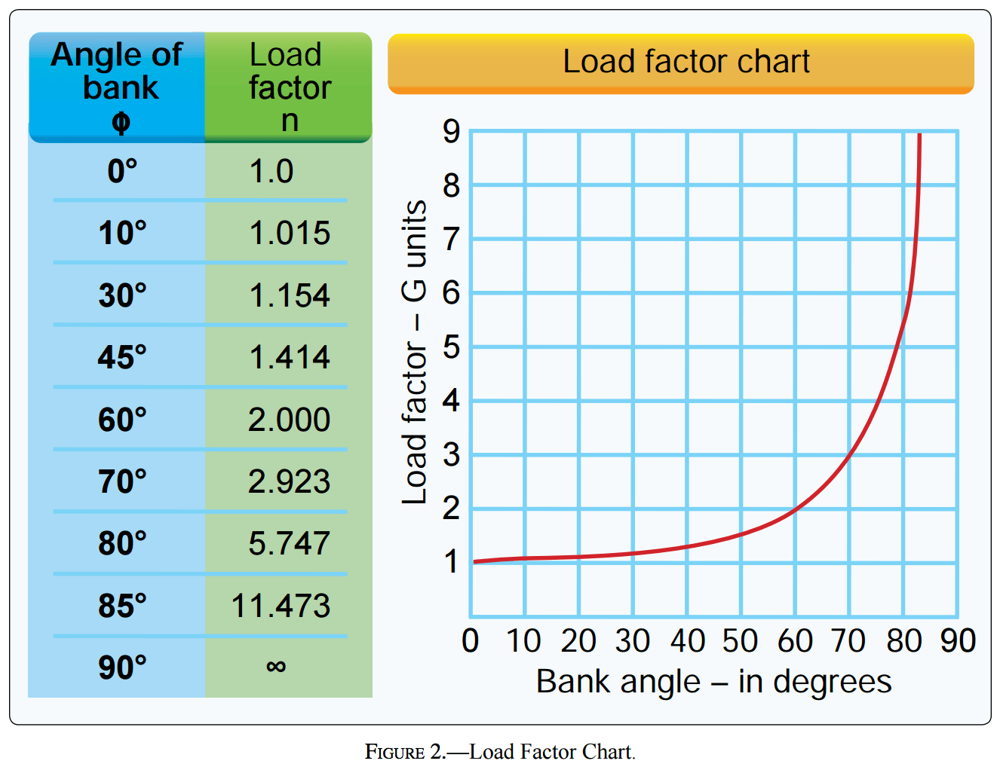 Angle of
bank
ϕ
Load
factor
n
0° 1.0
10° 1.015
30° 1.154
45° 1.414
60° 2.000
70° 2.923
80° 5.747
85° 11.473
90° ∞
Load factor chart
Load factor – G units
9
8
7
6
5
4
3
2
1
0 10 20 30 40 50 60 70 80 90
Bank angle – in degrees
FIGURE 2.—Load Factor Chart.